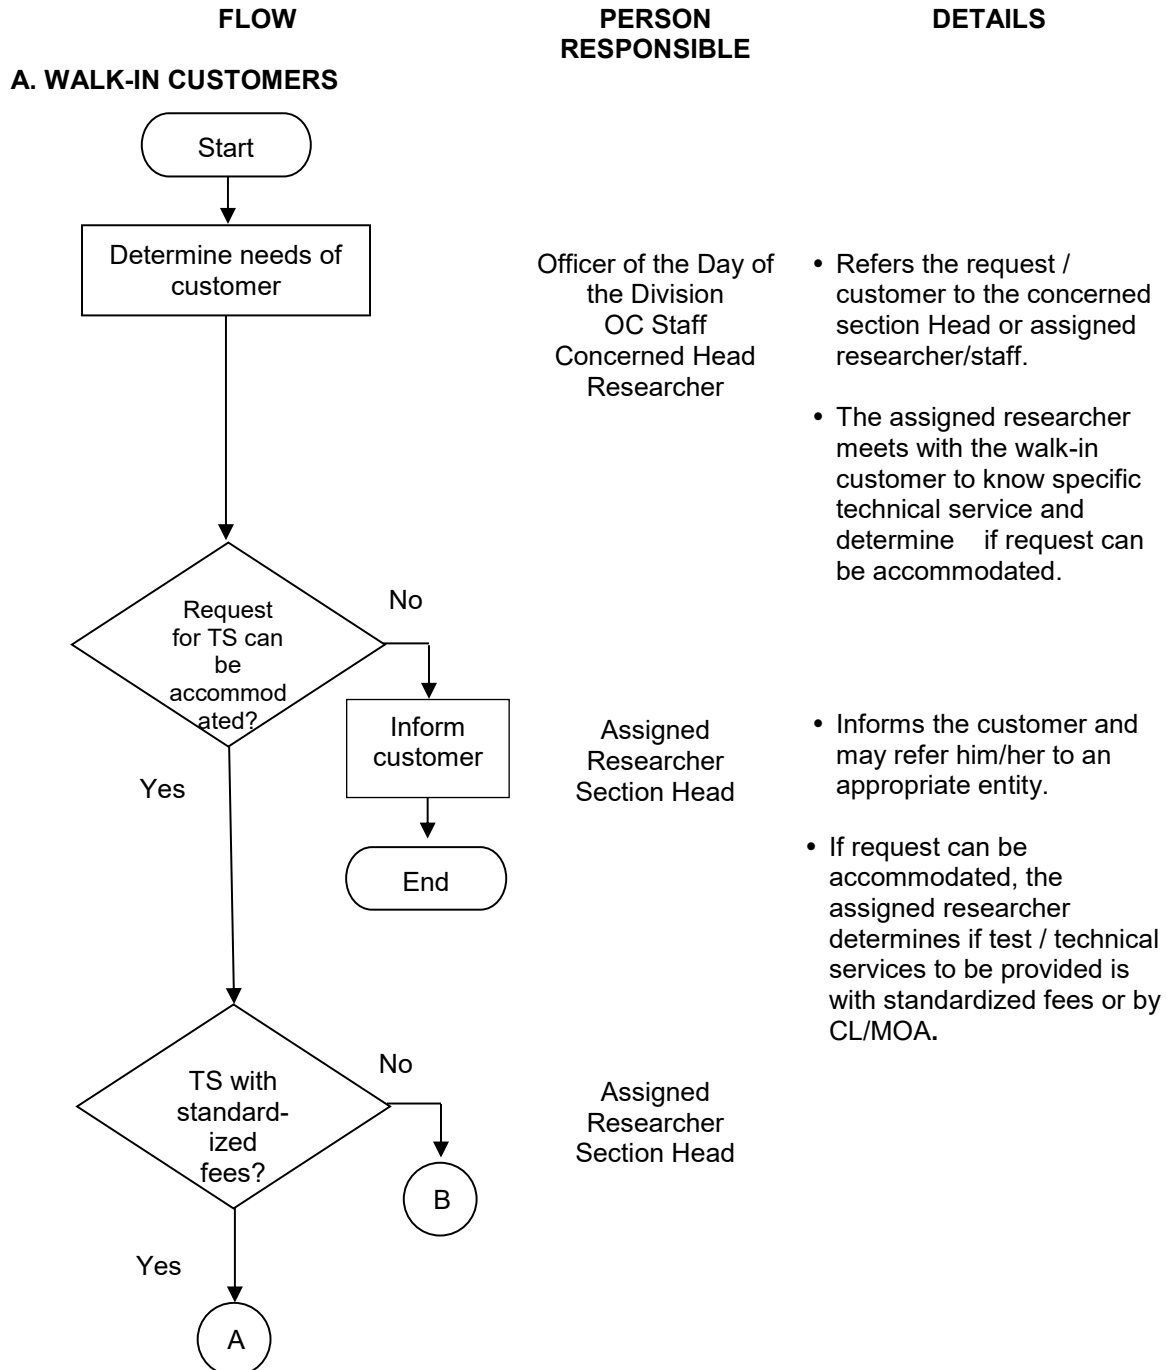 FLOW
PERSON
RESPONSIBLE
DETAILS
A. WALK-IN CUSTOMERS
Start
Determine needs of
customer
Officer of the Day of
the Division
OC Staff
Concerned Head
Researcher
• Refers the request /
customer to the concerned
section Head or assigned
researcher/staff.
• The assigned researcher
meets with the walk-in
customer to know specific
technical service and
determine if request can
be accommodated.
Request
for TS can
be
accommod
ated?
No
Yes
Inform
customer
End
Assigned
Researcher
Section Head
• Informs the customer and
may refer him/her to an
appropriate entity.
• If request can be
accommodated, the
assigned researcher
determines if test / technical
services to be provided is
with standardized fees or by
CL/MOA.
TS with
standard-
ized
fees?
No
B
Yes
A
Assigned
Researcher
Section Head